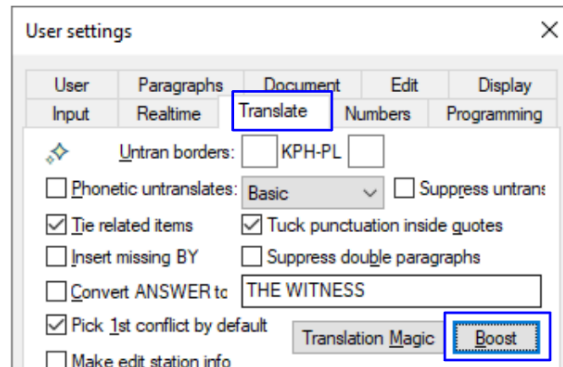 User settings
User Paragraphs Document Edit Display
Input Realtime Translate Numbers Programming
Untran borders: KPH-PL
Phonetic untranslates: Basic Suppress untrans
Tie related items Tuck punctuation inside quotes
Insert missing BY Suppress double paragraphs
Convert ANSWER to THE WITNESS
Pick 1st conflict by default Translation Magic Boost
Make edit station info